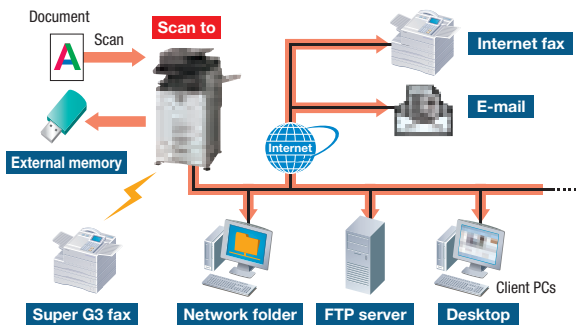 Document
Scan
A
Scan to
Internet fax
E-mail
External memory
Internet
Super G3 fax
Network folder
FTP server
Desktop
Client PCs